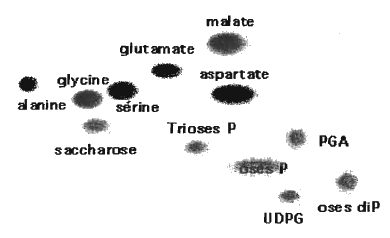 malate
glutamate
glycine
aspartate
alanine
sérine
Trioses P
saccharose
PGA
oses P
oses diP
UDPG